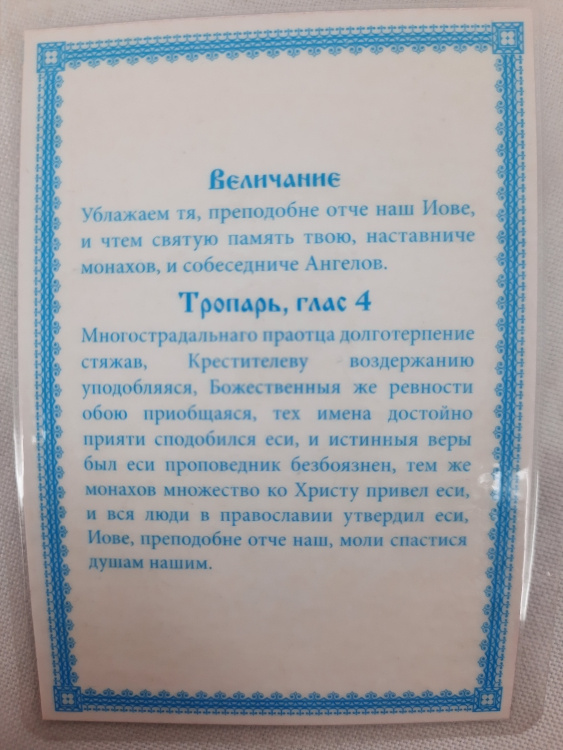 Величание
Ублажаем тя, преподобне отче наш Иове,
и чтем святую память твою, наставниче
монахов, и собеседниче Ангелов.
Тропарь, глас 4
Многострадальнаго праотца долготерпение
стяжав, Крестителеву воздержанию
уподобляяся, Божественныя же ревности
обою приобщаяся, тех имена достойно
прияти сподобился еси, и истинныя веры
был еси проповедник безбоязнен, тем же
монахов множество ко Христу привел еси,
и вся люди в православии утвердил еси,
Иове, преподобне отче наш, моли спастися
душам нашим.